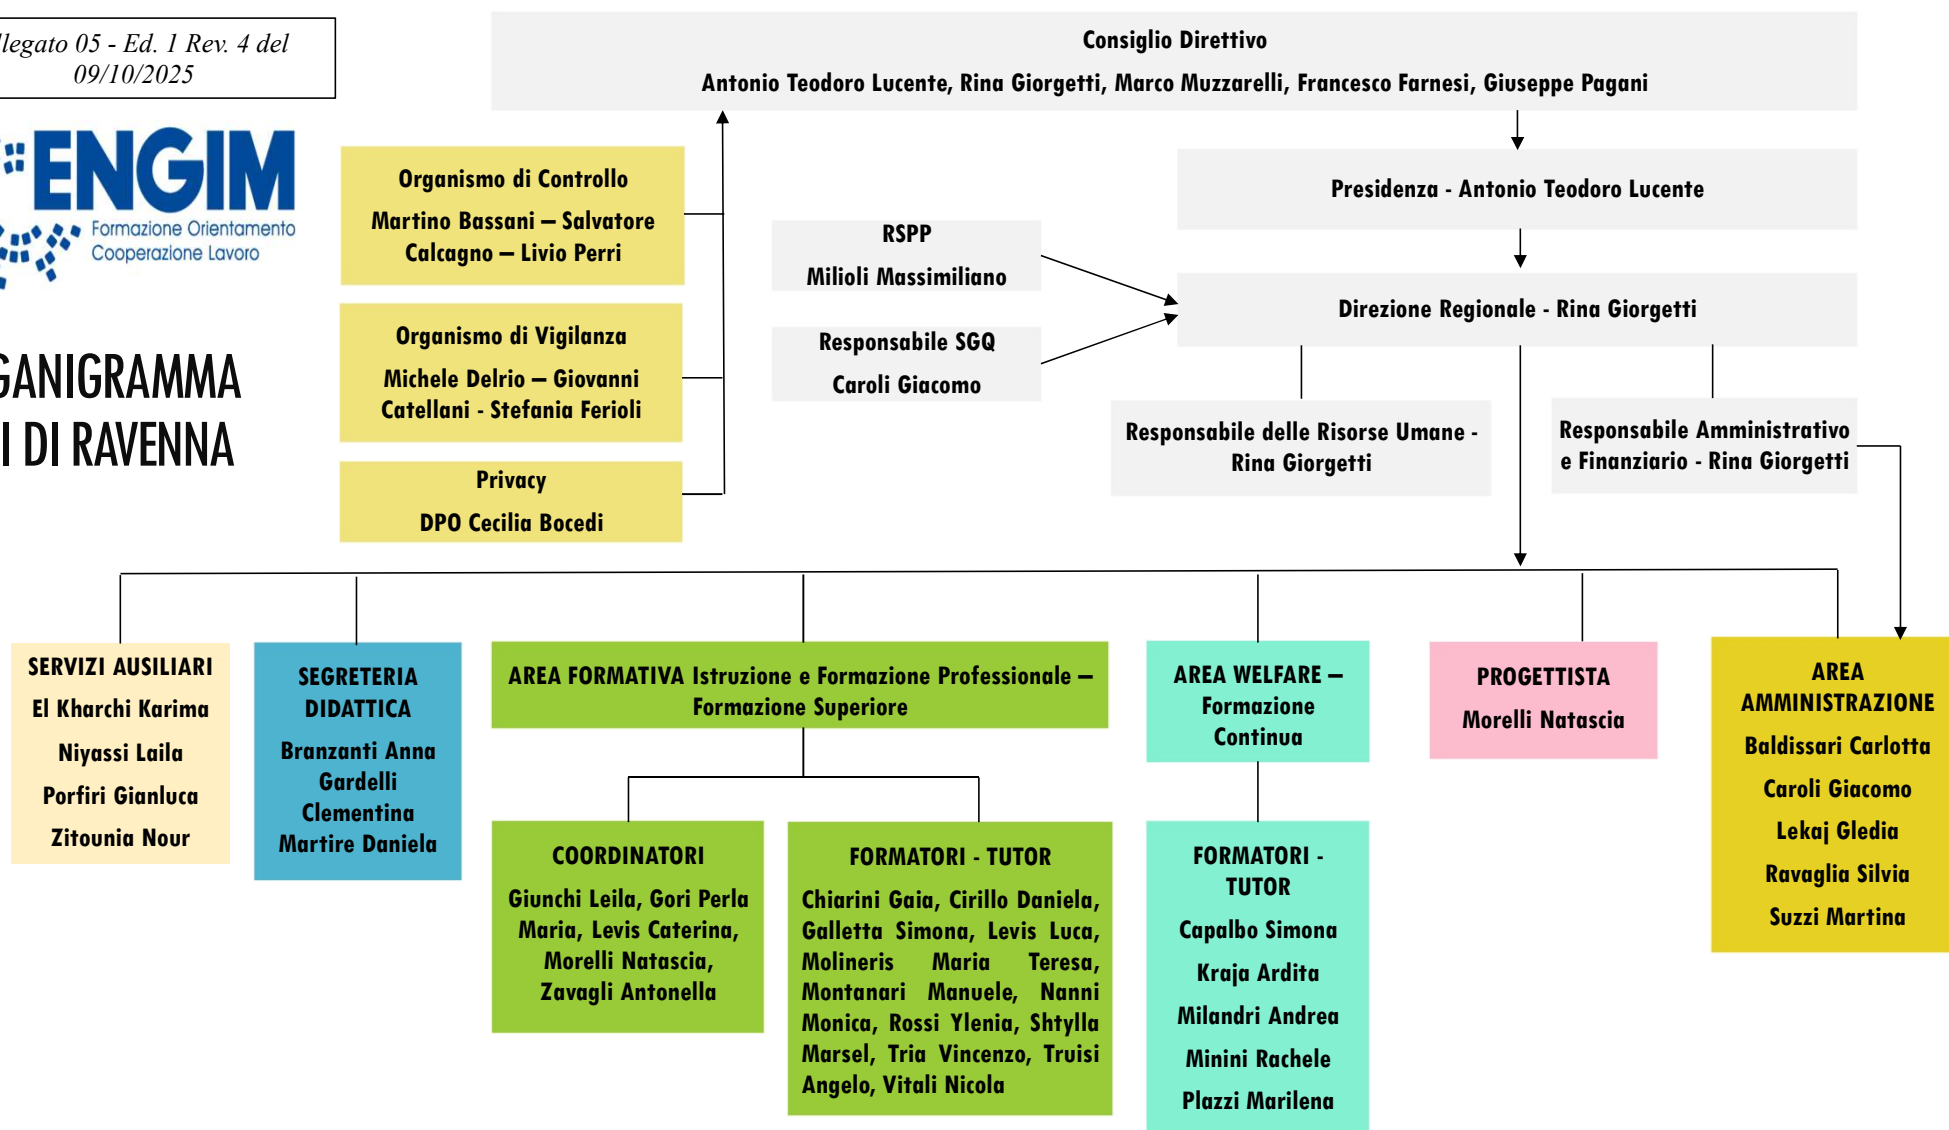 llegato 05 - Ed. 1 Rev. 4 del
09/10/2025
ENGIM
Formazione Orientamento
Cooperazione Lavoro
GANIGRAMMA
I DI RAVENNA
Consiglio Direttivo
Antonio Teodoro Lucente, Rina Giorgetti, Marco Muzzarelli, Francesco Farnesi, Giuseppe Pagani
Organismo di Controllo
Martino Bassani – Salvatore
Calcagno – Livio Perri
Organismo di Vigilanza
Michele Delrio – Giovanni
Catellani - Stefania Ferioli
Privacy
DPO Cecilia Bocedi
Presidenza - Antonio Teodoro Lucente
RSPP
Milioli Massimiliano
Responsabile SGQ
Caroli Giacomo
Direzione Regionale - Rina Giorgetti
Responsabile delle Risorse Umane -
Rina Giorgetti
Responsabile Amministrativo
e Finanziario - Rina Giorgetti
SERVIZI AUSILIARI
El Kharchi Karima
Niyassi Laila
Porfiri Gianluca
Zitounia Nour
SEGRETERIA
DIDATTICA
Branzanti Anna
Gardelli
Clementina
Martire Daniela
AREA FORMATIVA Istruzione e Formazione Professionale –
Formazione Superiore
COORDINATORI
Giunchi Leila, Gori Perla
Maria, Levis Caterina,
Morelli Natascia,
Zavagli Antonella
FORMATORI - TUTOR
Chiarini Gaia, Cirillo Daniela,
Galletta Simona, Levis Luca,
Molineris Maria Teresa,
Montanari Manuele, Nanni
Monica, Rossi Ylenia, Shtylla
Marsel, Tria Vincenzo, Truisi
Angelo, Vitali Nicola
AREA WELFARE –
Formazione
Continua
FORMATORI -
TUTOR
Capalbo Simona
Kraja Ardita
Milandri Andrea
Minini Rachele
Plazzi Marilena
PROGETTISTA
Morelli Natascia
AREA
AMMINISTRAZIONE
Baldissari Carlotta
Caroli Giacomo
Lekaj Gledia
Ravaglia Silvia
Suzzi Martina